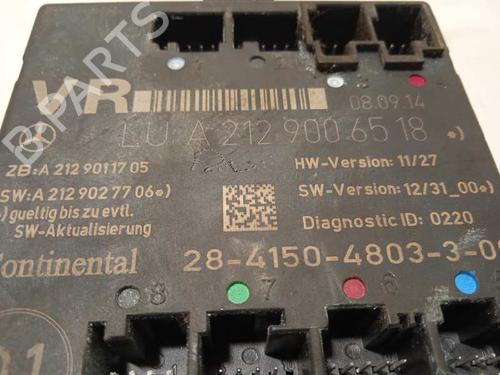 VR
08.09.14
LU A 212 900 65 18 *)
ZB: A 212 901 17 05
HW-Version: 11/27
SW: A 212 902 77 06*)
SW-Version: 12/31_00*)
*) gueltig bis zu evtl.
SW-Aktualisierung
Diagnostic ID: 0220
Continental
28-4150-4803-3-0
8
7
6
B-PARTS